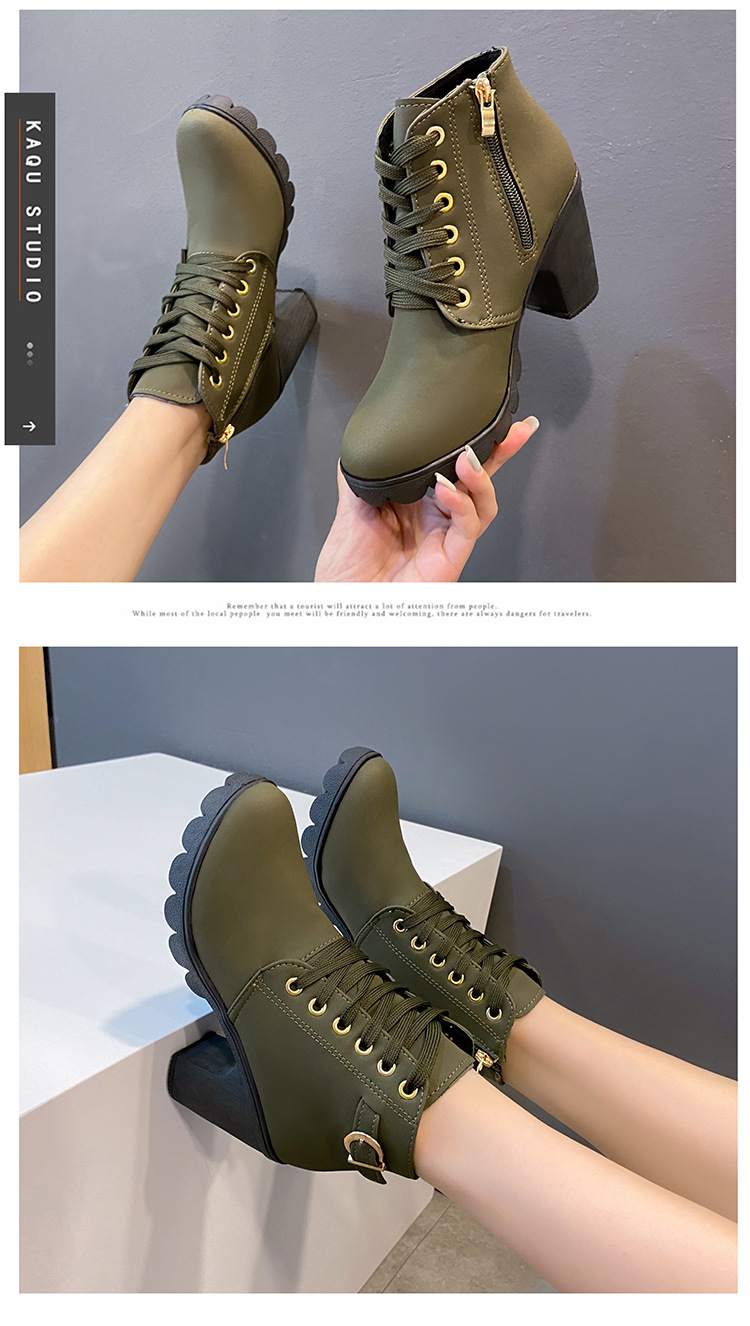 KAQU STUDIO
Remember that a tourist will attract a lot of attention from people.
While most of the local pepople you meet will be friendly and welcoming, there are always dangers for travelers.